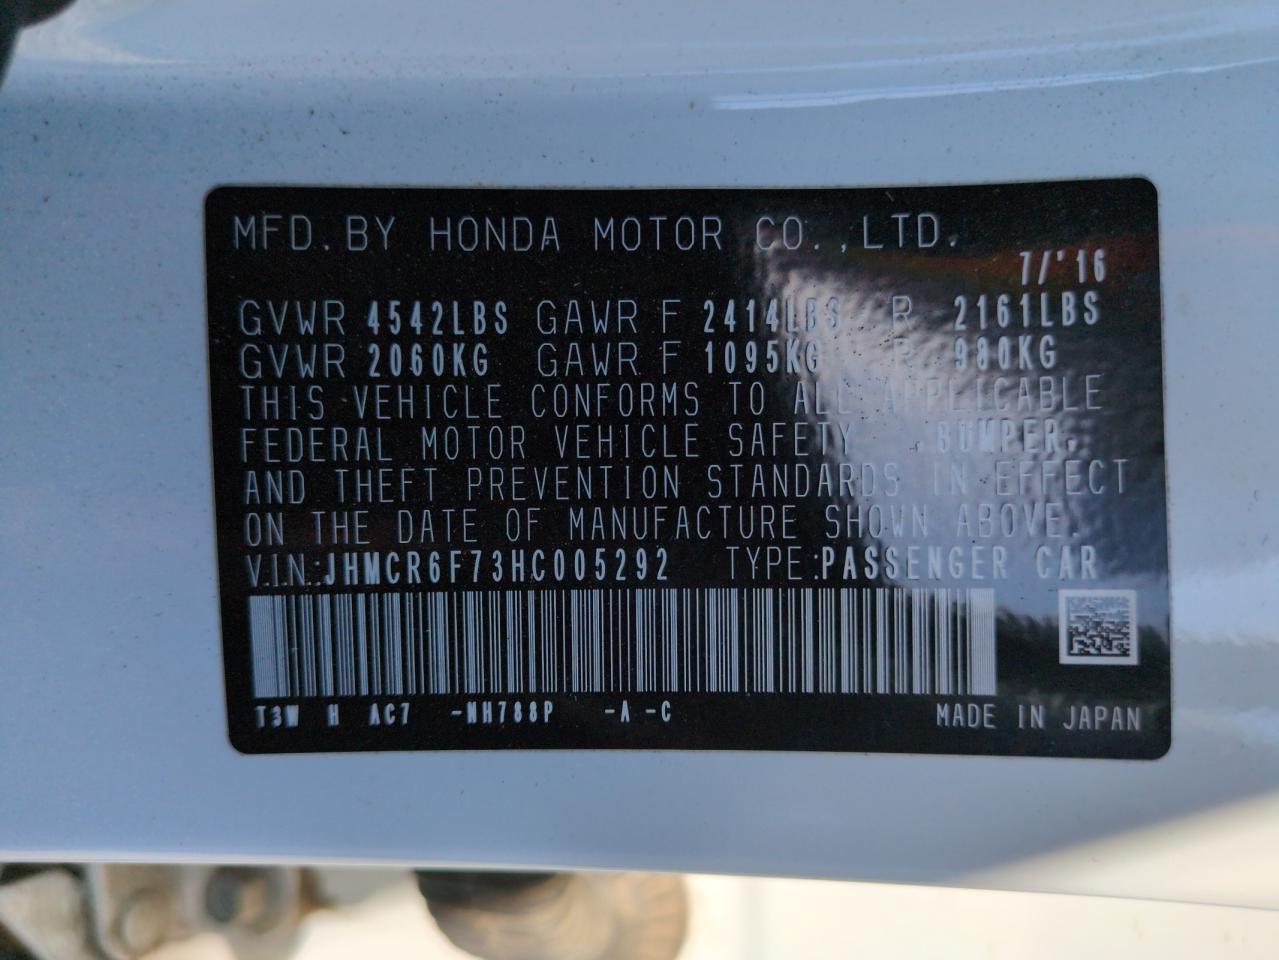 MFD. BY HONDA MOTOR CO., LTD.
7/'16
GVWR 4542LBS GAWR F 2414LBS R 2161LBS
GVWR 2060KG GAWR F 1095KG R 980KG
THIS VEHICLE CONFORMS TO ALL APPLICABLE
FEDERAL MOTOR VEHICLE SAFETY , BUMPER,
AND THEFT PREVENTION STANDARDS IN EFFECT
ON THE DATE OF MANUFACTURE SHOWN ABOVE.
V.I.N.:JHMCR6F73HC005292 TYPE:PASSENGER CAR
T3W H AC7 -NH788P -A -C MADE IN JAPAN